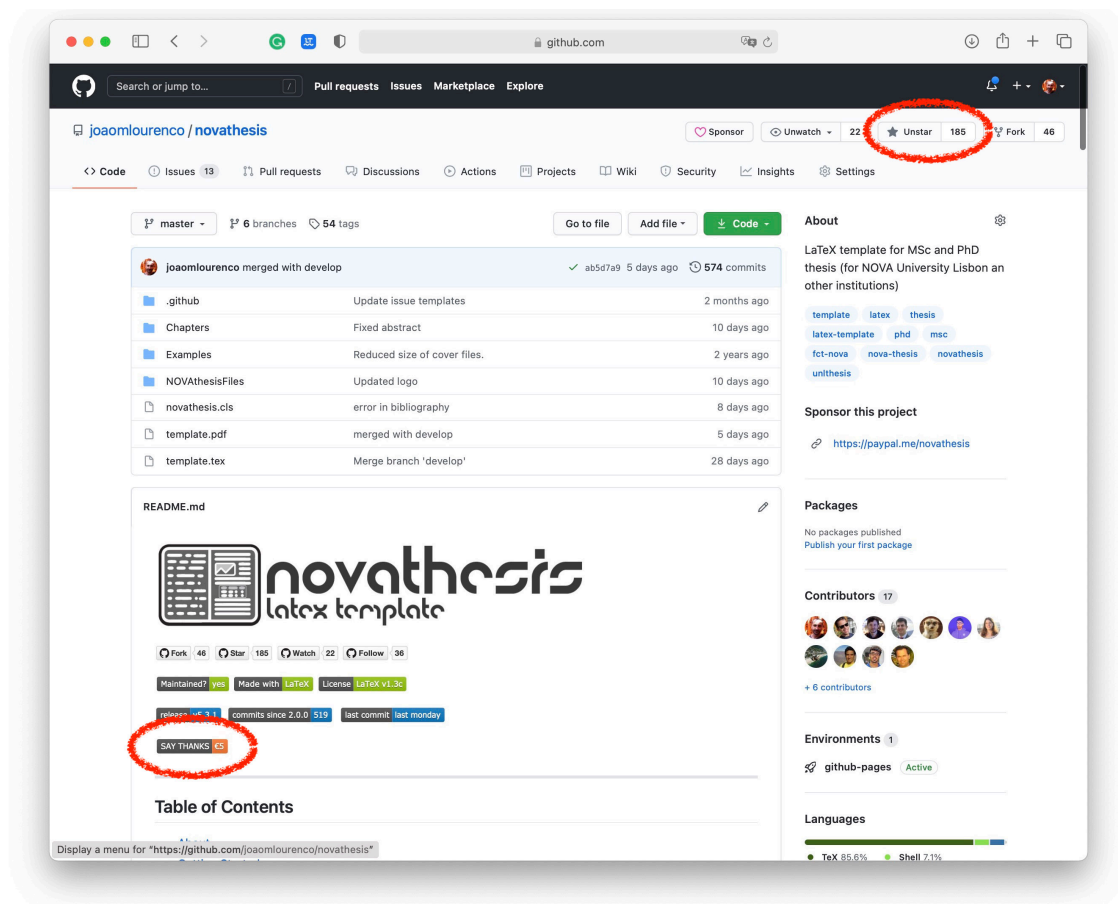 github.com
Search or jump to... /
Pull requests Issues Marketplace Explore
joaomlourenco / novathesis
Sponsor Unwatch 22 Unstar 185 Fork 46
Code Issues 13 Pull requests Discussions Actions Projects Wiki Security Insights Settings
master 6 branches 54 tags Go to file Add file Code
joaomlourenco merged with develop ab5d7a9 5 days ago 574 commits
.github Update issue templates 2 months ago
Chapters Fixed abstract 10 days ago
Examples Reduced size of cover files. 2 years ago
NOVAthesisFiles Updated logo 10 days ago
novathesis.cls error in bibliography 8 days ago
template.pdf merged with develop 5 days ago
template.tex Merge branch 'develop' 28 days ago
README.md
novathesis
latex template
Fork 46 Star 185 Watch 22 Follow 36
Maintained? yes Made with LaTeX License LaTeX v1.3c
release v5.3.1 commits since 2.0.0 519 last commit last monday
SAY THANKS €5
Table of Contents
Display a menu for "https://github.com/joaomlourenco/novathesis"
About
LaTeX template for MSc and PhD
thesis (for NOVA University Lisbon an
other institutions)
template latex thesis
latex-template phd msc
fct-nova nova-thesis novathesis
unlthesis
Sponsor this project
https://paypal.me/novathesis
Packages
No packages published
Publish your first package
Contributors 17
+ 6 contributors
Environments 1
github-pages Active
Languages
TeX 85.6% Shell 7.1%